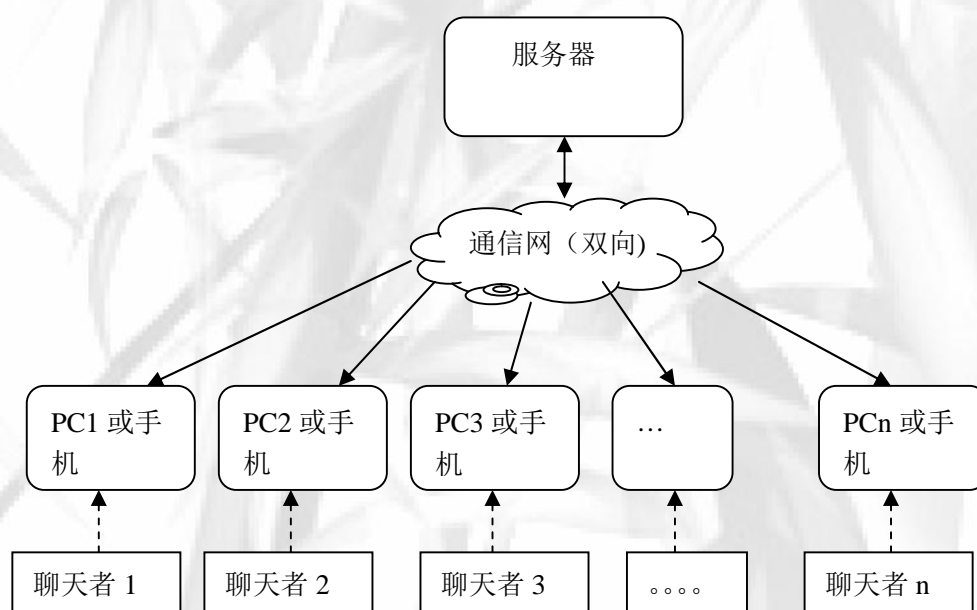 服务器
通信网（双向)
PC1 或手
机
PC2 或手
机
PC3 或手
机
…
PCn 或手
机
聊天者 1
聊天者 2
聊天者 3
。。。。
聊天者 n